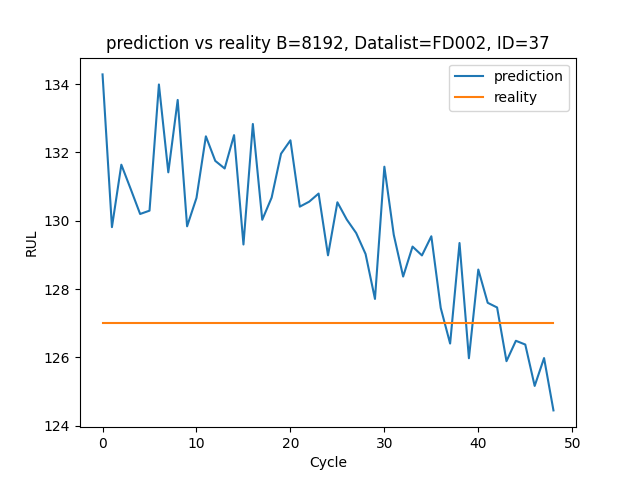 prediction vs reality B=8192, Datalist=FD002, ID=37
prediction
reality
RUL
134
132
130
128
126
124
0 10 20 30 40 50
Cycle